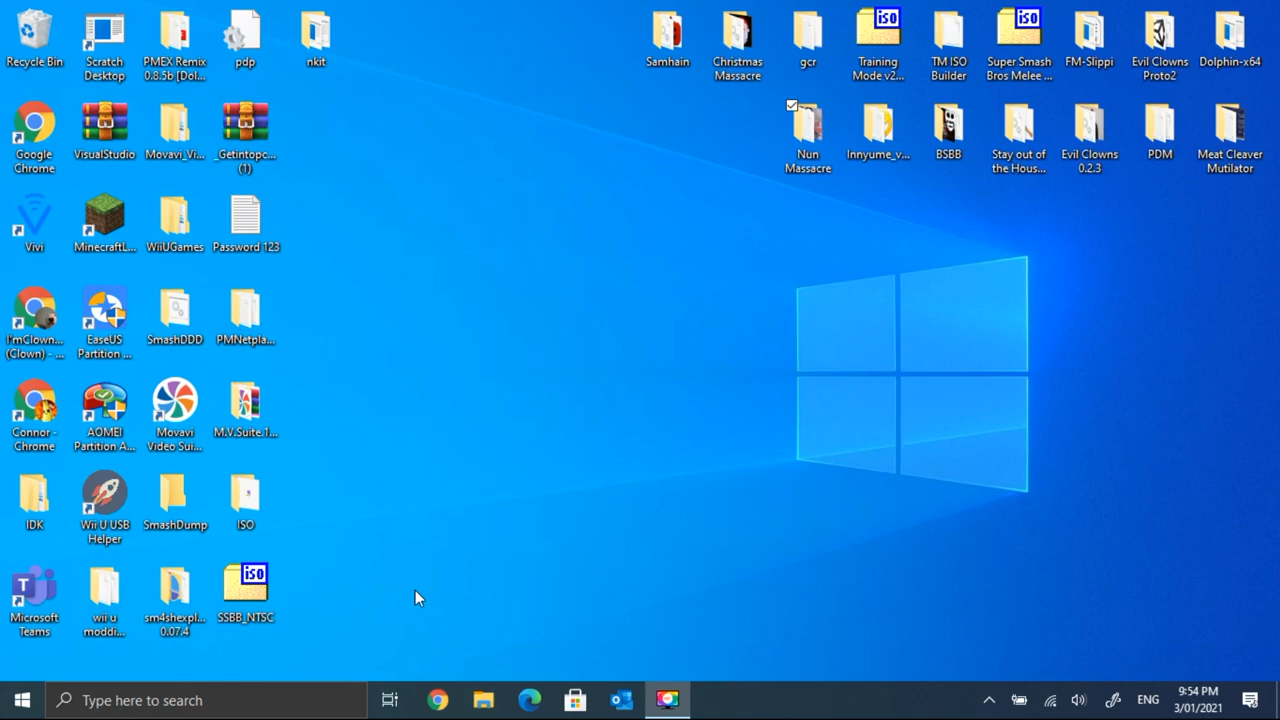 Recycle Bin
Scratch
Desktop
PMEX Remix
0.8.5b [Dol...
pdp
nkit
Samhain
Christmas
Massacre
gcr
iso
Training
Mode v2...
TM ISO
Builder
iso
Super Smash
Bros Melee ...
FM-Slippi
Evil Clowns
Proto2
Dolphin-x64
Google
Chrome
VisualStudio
Movavi_Vi...
_Getintopc...
(1)
Nun
Massacre
Innyume_v...
BSBB
Stay out of
the Hous...
Evil Clowns
0.2.3
PDM
Meat Cleaver
Mutilator
Vivi
MinecraftL...
WiiUGames
Password 123
I'mClown...
(Clown) - ...
EaseUS
Partition ...
SmashDDD
PMNetpla...
Connor -
Chrome
AOMEI
Partition A...
Movavi
Video Sui...
M.V.Suite.1...
IDK
Wii U USB
Helper
SmashDump
ISO
Microsoft
Teams
wii u
moddi...
sm4shexpl...
0.07.4
iso
SSBB_NTSC
Type here to search
ENG
9:54 PM
3/01/2021